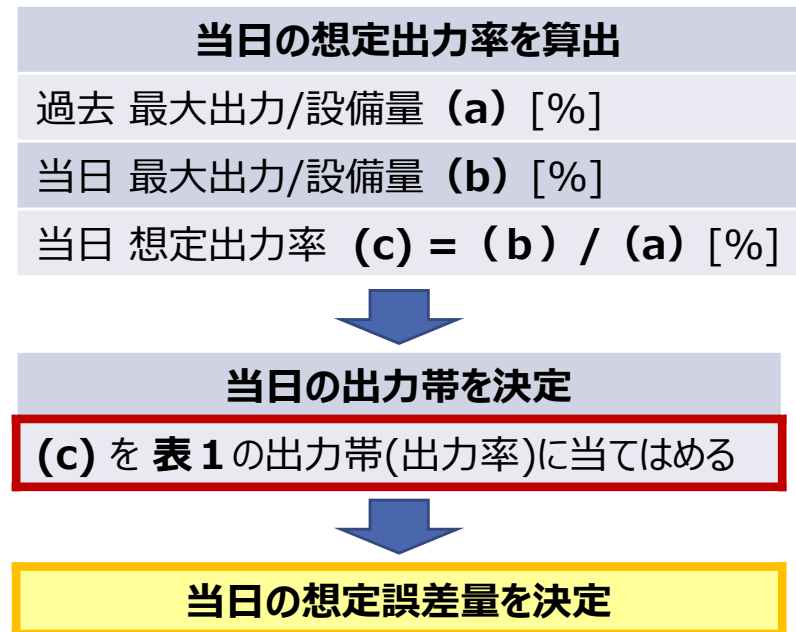 当日の想定出力率を算出
過去 最大出力/設備量（a）[%]
当日 最大出力/設備量（b）[%]
当日 想定出力率 (c) =（ｂ）/（a）[%]
当日の出力帯を決定
(c) を 表１の出力帯(出力率)に当てはめる
当日の想定誤差量を決定